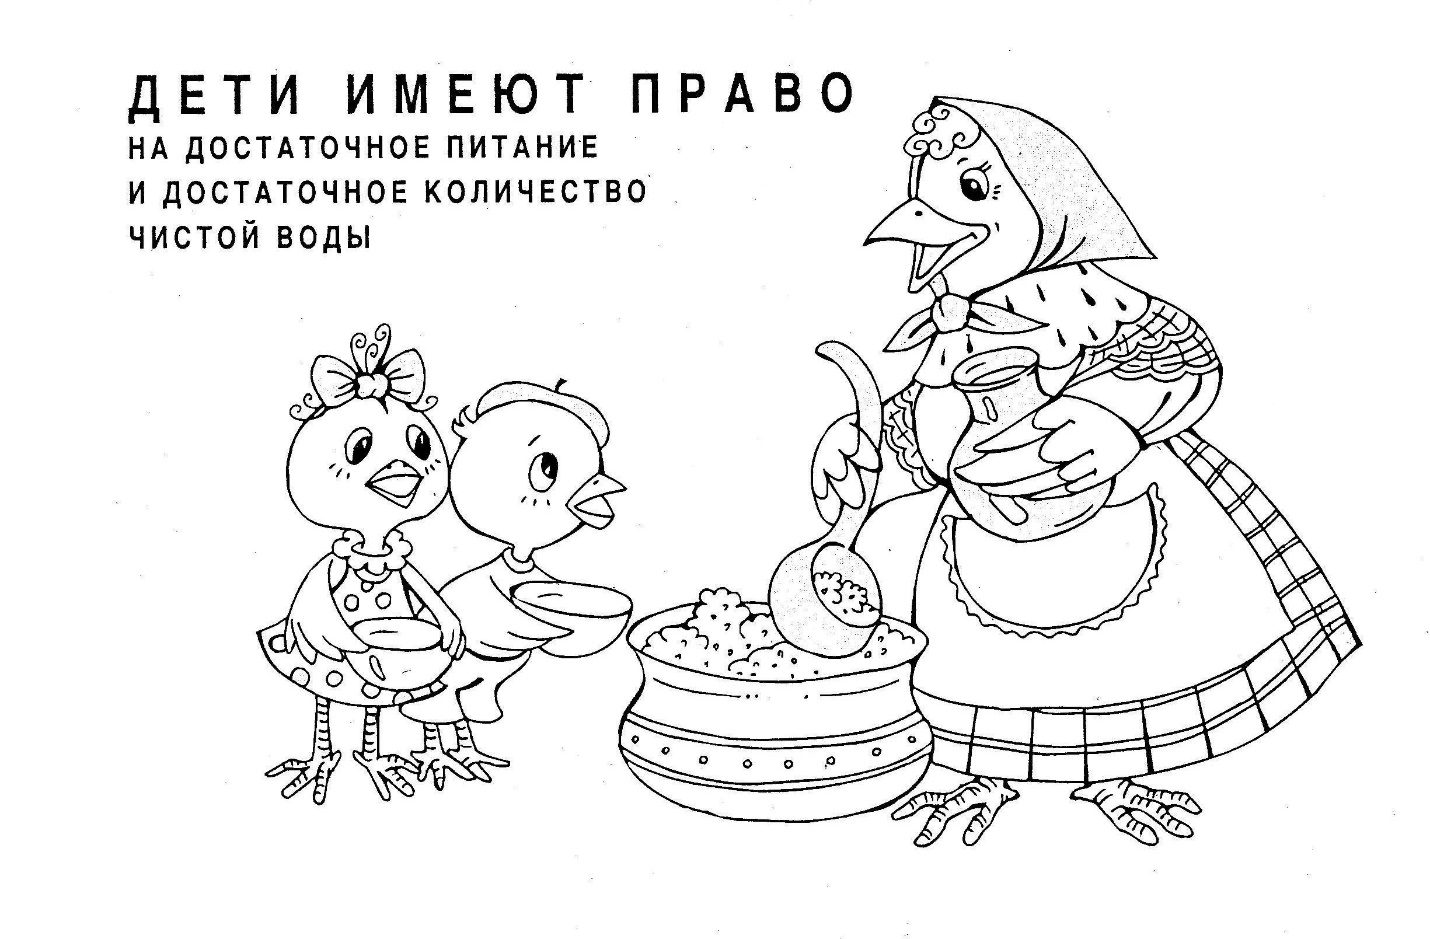 ДЕТИ ИМЕЮТ ПРАВО
НА ДОСТАТОЧНОЕ ПИТАНИЕ
И ДОСТАТОЧНОЕ КОЛИЧЕСТВО
ЧИСТОЙ ВОДЫ